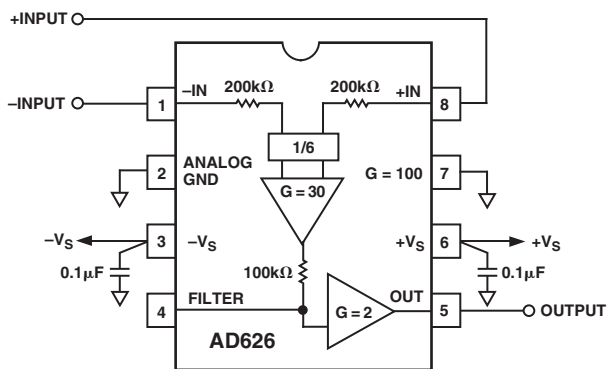 +INPUT
–INPUT
1
–IN
200kΩ
200kΩ
+IN
8
1/6
2
ANALOG
GND
G = 30
G = 100
7
–VS
3
–VS
+VS
6
+VS
0.1µF
100kΩ
0.1µF
4
FILTER
G = 2
OUT
5
OUTPUT
AD626